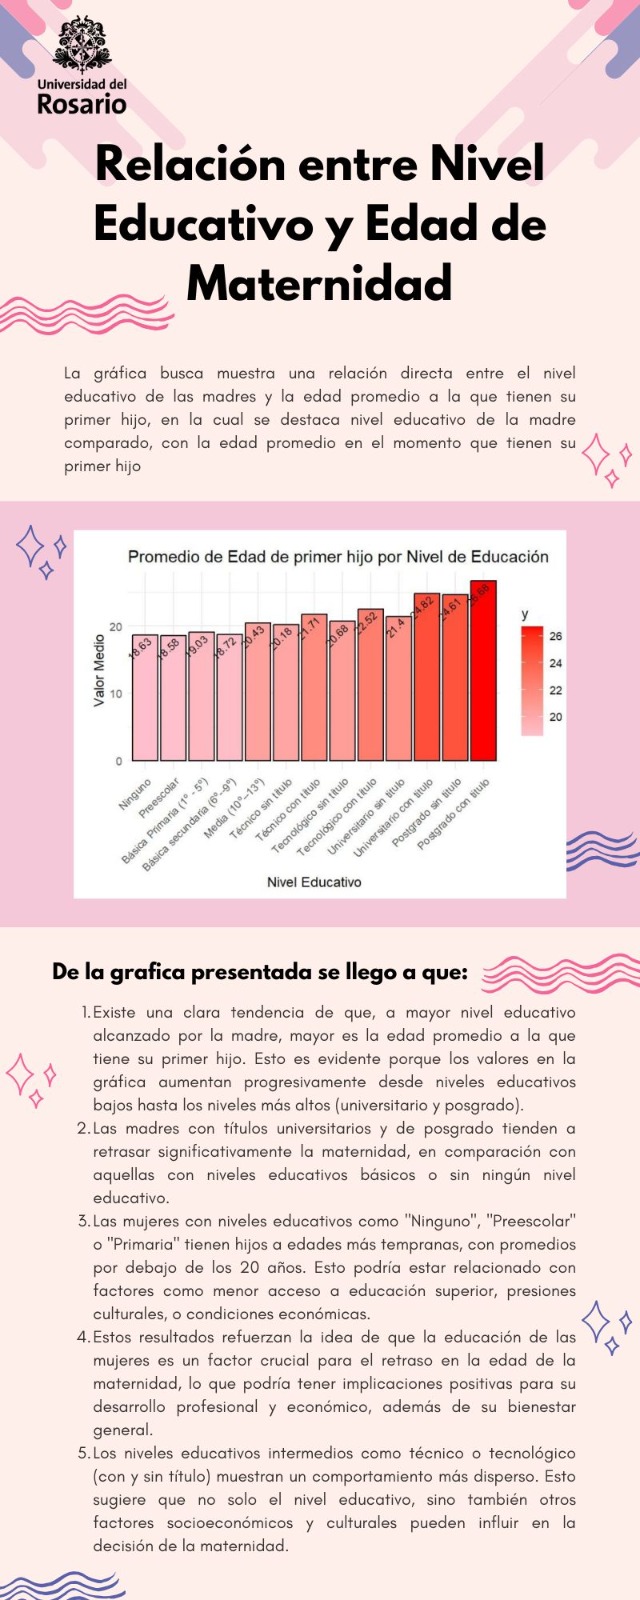 Universidad del
Rosario
Relación entre Nivel
Educativo y Edad de
Maternidad
La gráfica busca muestra una relación directa entre el nivel
educativo de las madres y la edad promedio a la que tienen su
primer hijo, en la cual se destaca nivel educativo de la madre
comparado, con la edad promedio en el momento que tienen su
primer hijo
Promedio de Edad de primer hijo por Nivel de Educación
Valor Medio
20
10
0
18.63
18.58
19.03
18.72
20.43
20.18
21.71
20.68
22.52
21.4
24.82
24.61
26.66
y
26
24
22
20
Ninguno
Preescolar
Básica Primaria (1º - 5º)
Básica secundaria (6º–9º)
Media (10º–13º)
Técnico sin título
Técnico con título
Tecnológico sin título
Tecnológico con título
Universitario sin título
Universitario con título
Postgrado sin título
Postgrado con título
Nivel Educativo
De la grafica presentada se llego a que:
1. Existe una clara tendencia de que, a mayor nivel educativo
alcanzado por la madre, mayor es la edad promedio a la que
tiene su primer hijo. Esto es evidente porque los valores en la
gráfica aumentan progresivamente desde niveles educativos
bajos hasta los niveles más altos (universitario y posgrado).
2. Las madres con títulos universitarios y de posgrado tienden a
retrasar significativamente la maternidad, en comparación con
aquellas con niveles educativos básicos o sin ningún nivel
educativo.
3. Las mujeres con niveles educativos como "Ninguno", "Preescolar"
o "Primaria" tienen hijos a edades más tempranas, con promedios
por debajo de los 20 años. Esto podría estar relacionado con
factores como menor acceso a educación superior, presiones
culturales, o condiciones económicas.
4. Estos resultados refuerzan la idea de que la educación de las
mujeres es un factor crucial para el retraso en la edad de la
maternidad, lo que podría tener implicaciones positivas para su
desarrollo profesional y económico, además de su bienestar
general.
5. Los niveles educativos intermedios como técnico o tecnológico
(con y sin título) muestran un comportamiento más disperso. Esto
sugiere que no solo el nivel educativo, sino también otros
factores socioeconómicos y culturales pueden influir en la
decisión de la maternidad.